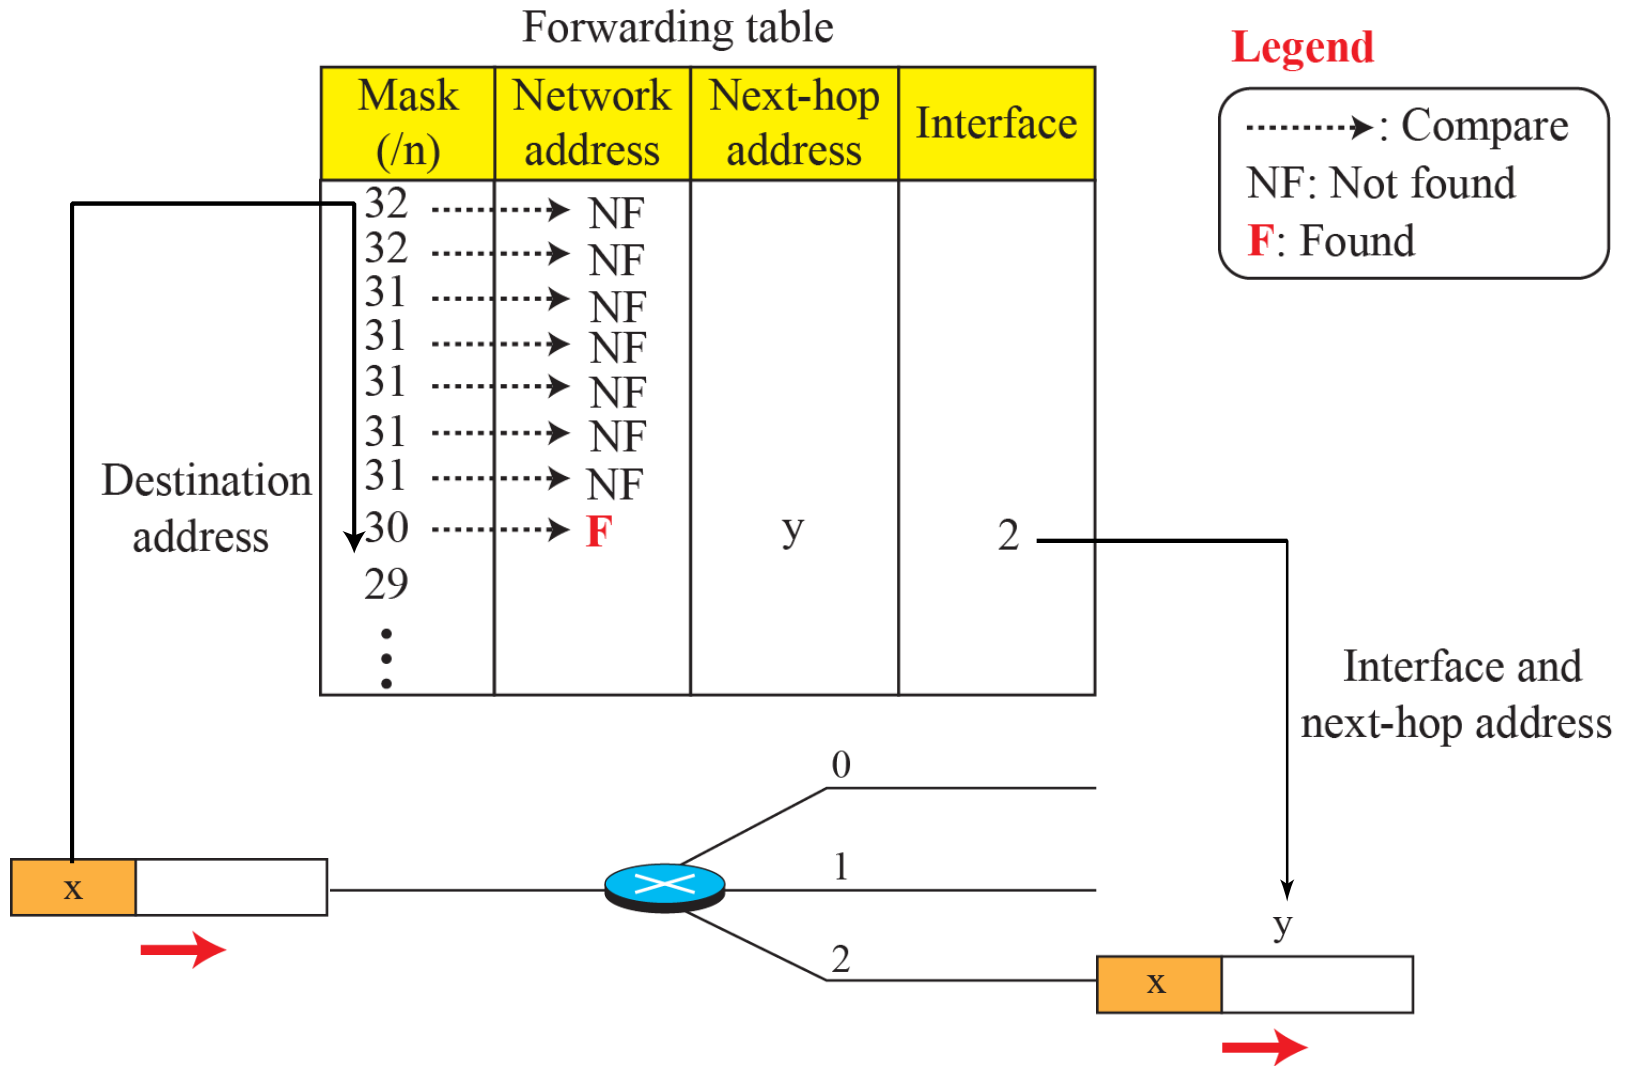 Forwarding table
Legend
Mask (/n) Network address Next-hop address Interface
: Compare
NF: Not found
F: Found
32 NF
32 NF
31 NF
31 NF
31 NF
31 NF
31 NF
30 F y 2
29
Destination
address
Interface and
next-hop address
0
1
2
x
y
x